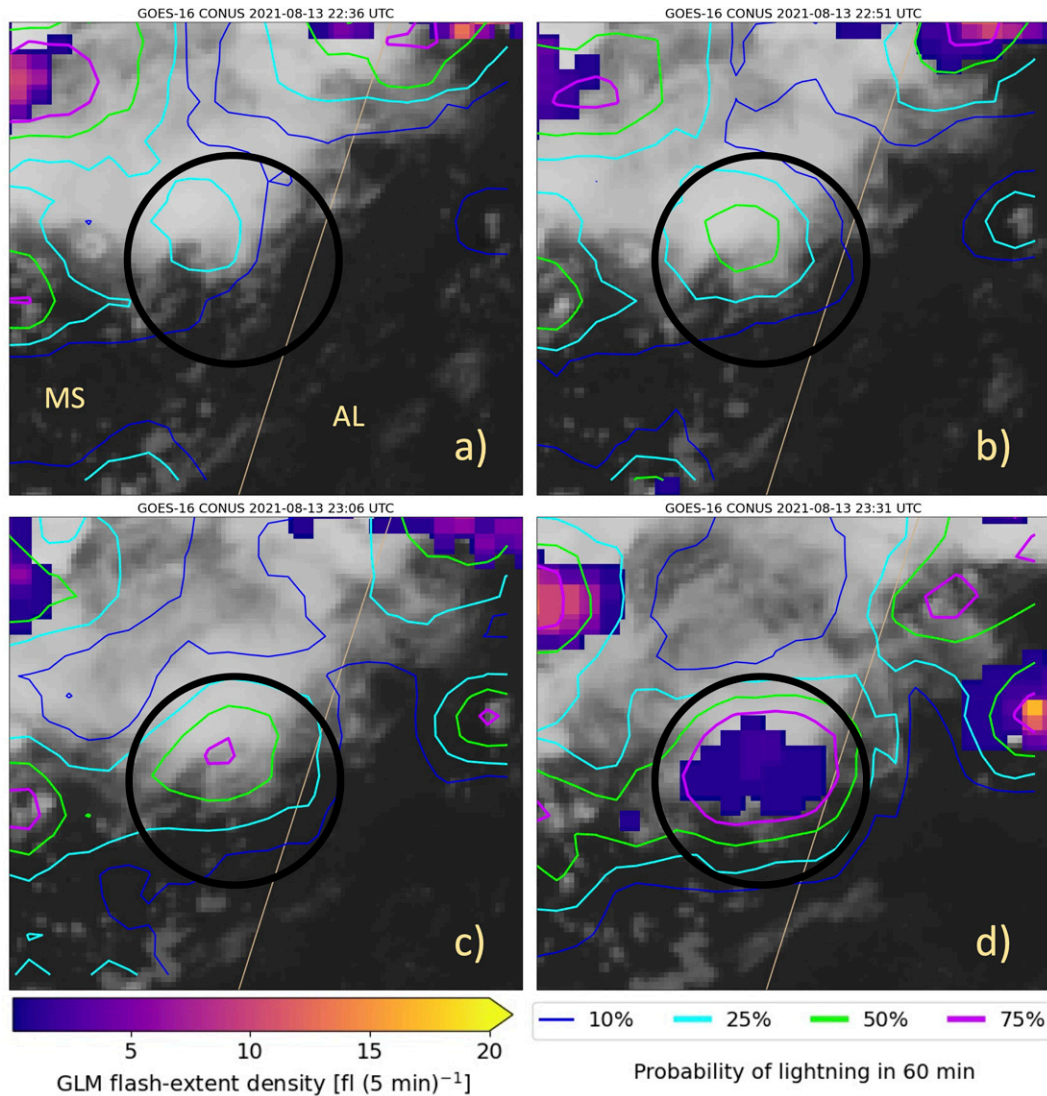 GOES-16 CONUS 2021-08-13 22:36 UTC
GOES-16 CONUS 2021-08-13 22:51 UTC
MS
AL
a)
b)
GOES-16 CONUS 2021-08-13 23:06 UTC
GOES-16 CONUS 2021-08-13 23:31 UTC
c)
d)
5 10 15 20
GLM flash-extent density [fl (5 min)⁻¹]
10% 25% 50% 75%
Probability of lightning in 60 min